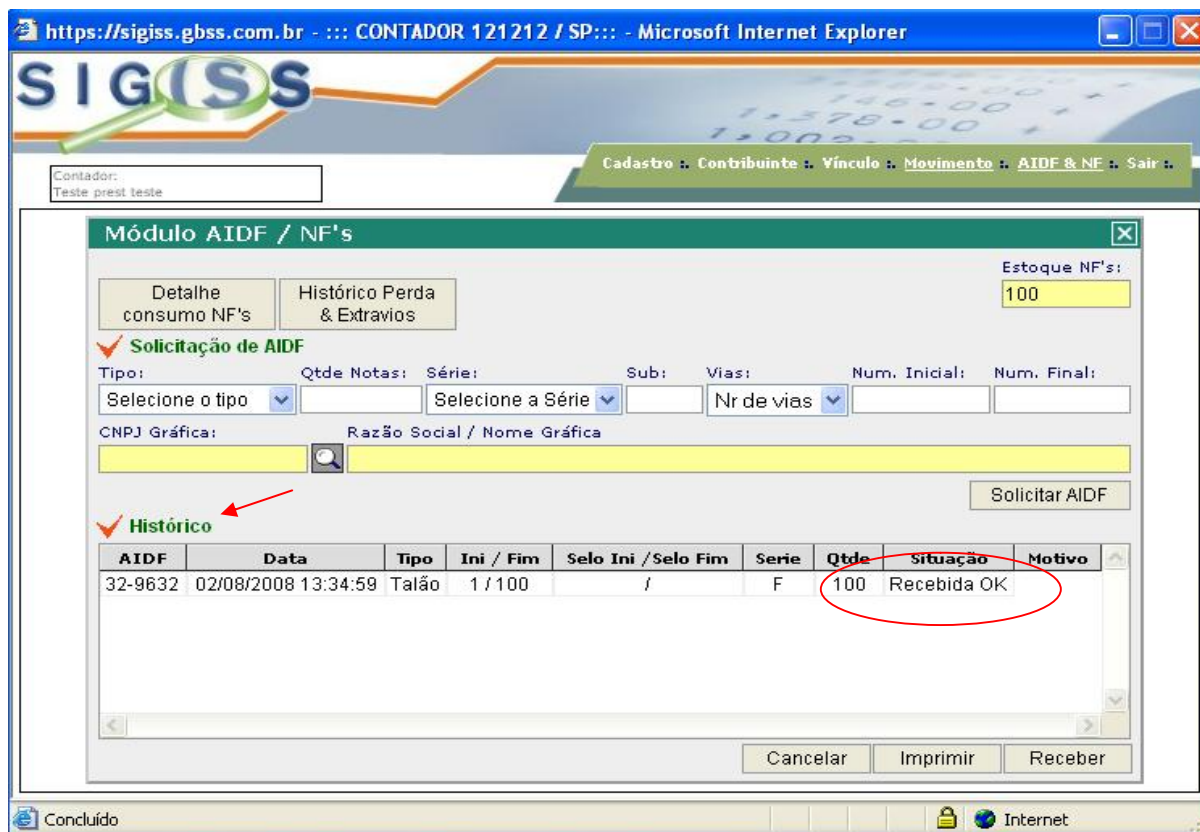 https://sigiss.gbss.com.br - ::: CONTADOR 121212 / SP::: - Microsoft Internet Explorer
SIGISS
Cadastro :. Contribuinte :. Vínculo :. Movimento :. AIDF & NF :. Sair :.
Contador:
Teste prest teste
Módulo AIDF / NF's
Estoque NF's:
Detalhe consumo NF's Histórico Perda & Extravios 100
Solicitação de AIDF
Tipo: Qtde Notas: Série: Sub: Vias: Num. Inicial: Num. Final:
Selecione o tipo Selecione a Série Nr de vias
CNPJ Gráfica: Razão Social / Nome Gráfica
Solicitar AIDF
Histórico
AIDF Data Tipo Ini / Fim Selo Ini /Selo Fim Serie Qtde Situação Motivo
32-9632 02/08/2008 13:34:59 Talão 1 / 100 / F 100 Recebida OK
Cancelar Imprimir Receber
Concluído Internet